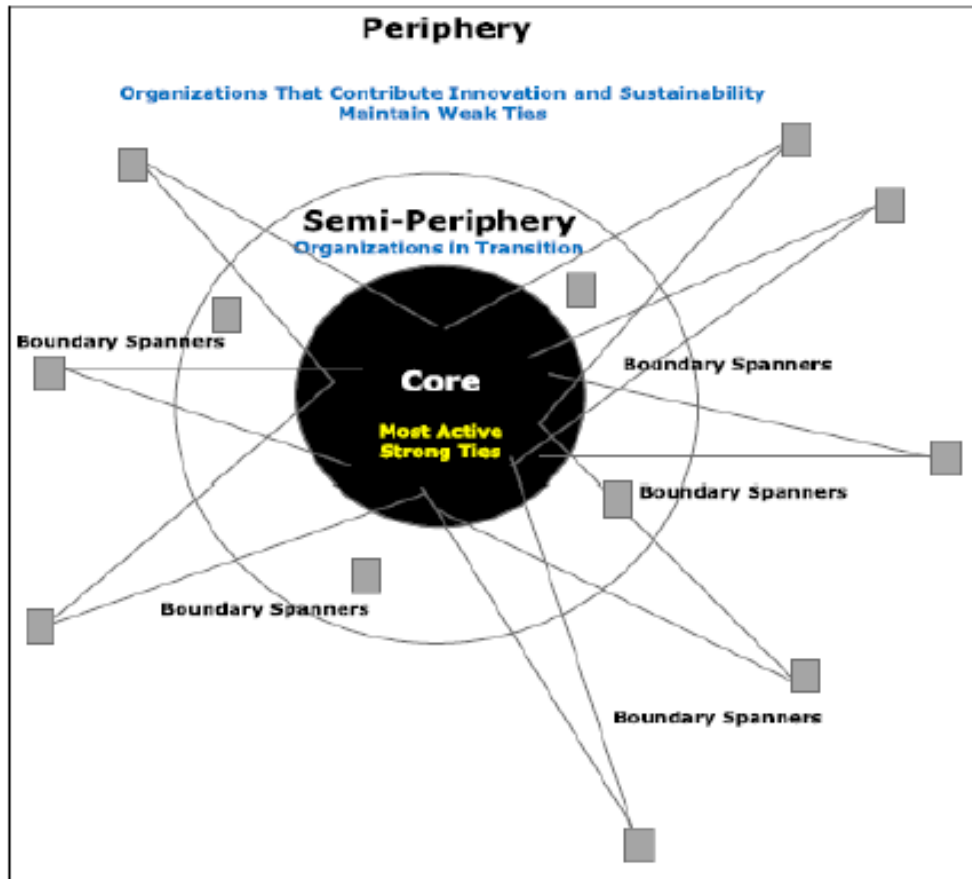 Periphery
Organizations That Contribute Innovation and Sustainability
Maintain Weak Ties
Semi-Periphery
Organizations in Transition
Boundary Spanners
Boundary Spanners
Core
Most Active
Strong Ties
Boundary Spanners
Boundary Spanners
Boundary Spanners